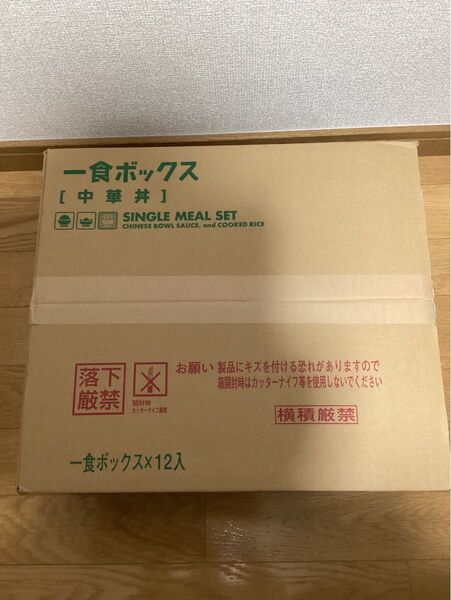 一食ボックス
[中華丼]
SINGLE MEAL SET
CHINESE BOWL SAUCE, and COOKED RICE
落下
厳禁
開封時
カッターナイフ厳禁
お願い 製品にキズを付ける恐れがありますので
箱開封時はカッターナイフ等を使用しないでください
横積厳禁
一食ボックス×12入